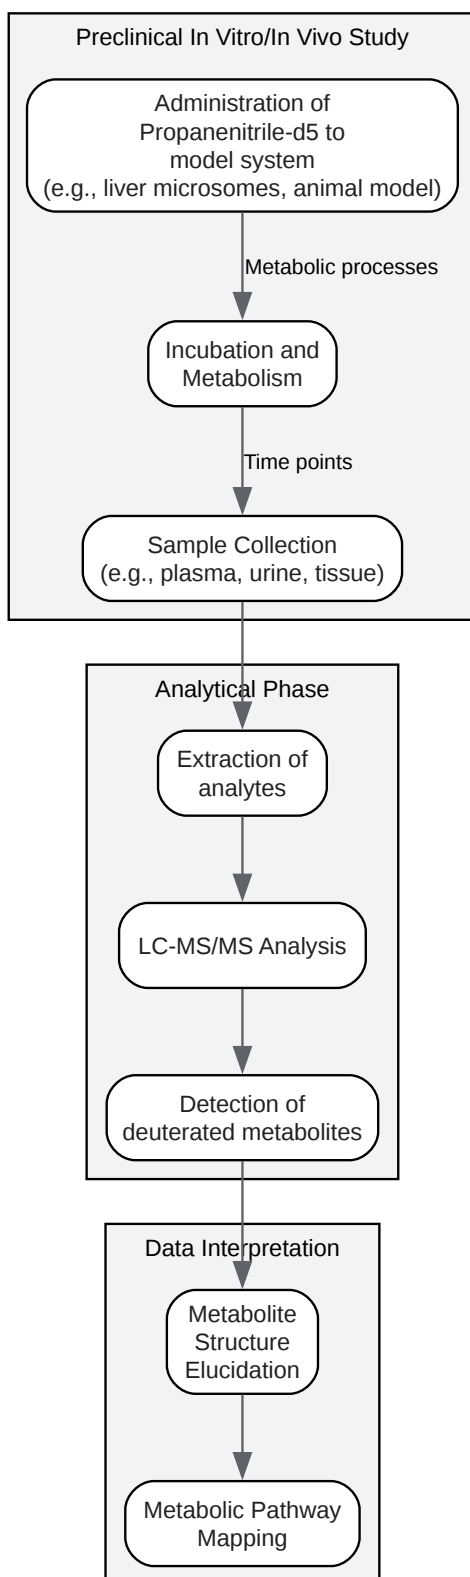 Preclinical In Vitro/In Vivo Study
Administration of
Propanenitrile-d5 to
model system
(e.g., liver microsomes, animal model)
Metabolic processes
Incubation and
Metabolism
Time points
Sample Collection
(e.g., plasma, urine, tissue)
Analytical Phase
Extraction of
analytes
LC-MS/MS Analysis
Detection of
deuterated metabolites
Data Interpretation
Metabolite
Structure
Elucidation
Metabolic Pathway
Mapping